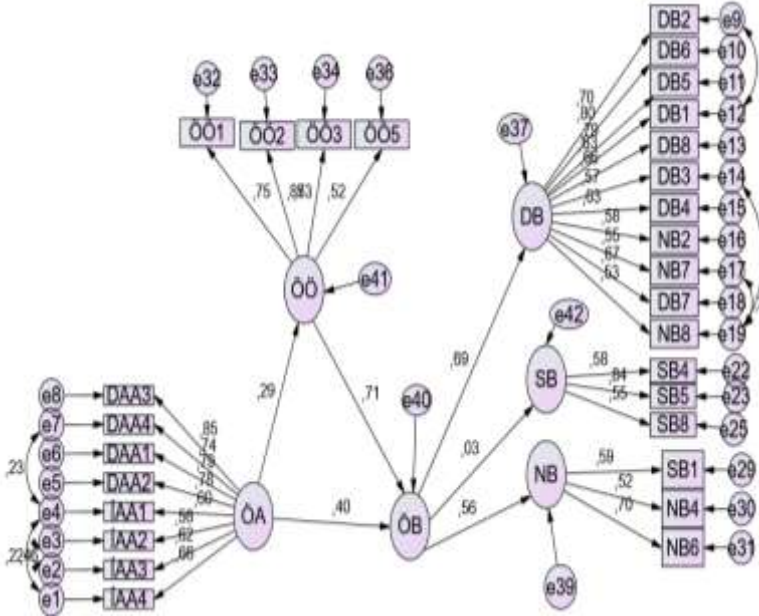 e32 e33 e34 e36
ÖÖ1 ÖÖ2 ÖÖ3 ÖÖ5
,75 ,52
ÖÖ
e41
,29
,71
e8 DAA3
e7 DAA4
e6 DAA1
e5 DAA2
e4 İAA1
e3 İAA2
e2 İAA3
e1 İAA4
,23
,85
,74
,78
,60
,58
,62
,66
ÖA
,40
e40
ÖB
,69
,03
,56
e37
DB
,70
,80
,57
,63
,58
,55
,67
,63
DB2 e9
DB6 e10
DB5 e11
DB1 e12
DB8 e13
DB3 e14
DB4 e15
NB2 e16
NB7 e17
DB7 e18
NB8 e19
e42
SB
,58
,84
,55
SB4 e22
SB5 e23
SB8 e25
NB
e39
,59
,52
,70
SB1 e29
NB4 e30
NB6 e31